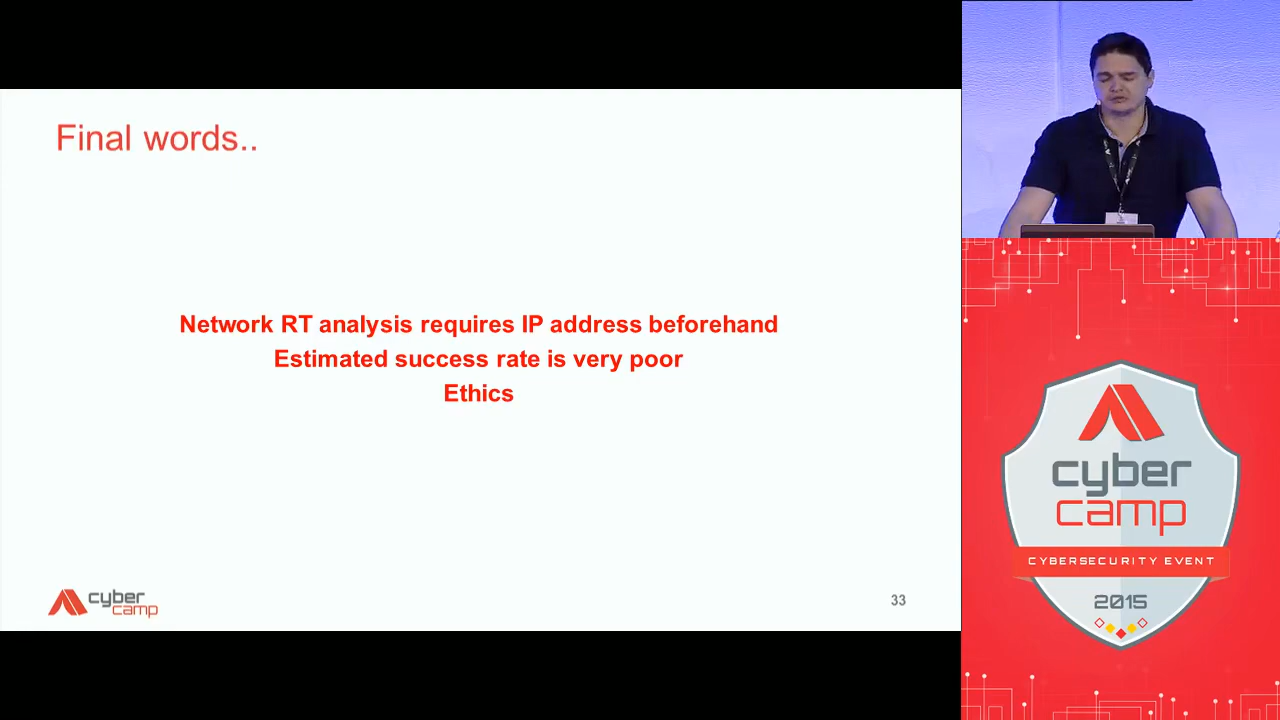 Final words..
Network RT analysis requires IP address beforehand
Estimated success rate is very poor
Ethics
cyber
camp
33
cyber
camp
CYBERSECURITY EVENT
2015